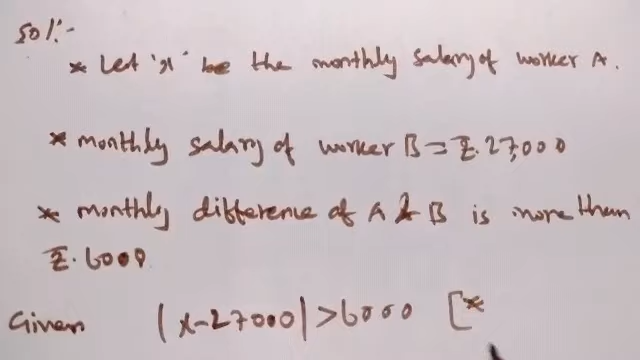 Sol:-
* Let 'x' be the monthly salary of worker A.
* monthly salary of worker B = ₹.27,000
* monthly difference of A & B is more than
₹.6000
Given |x-27000|>6000 [*